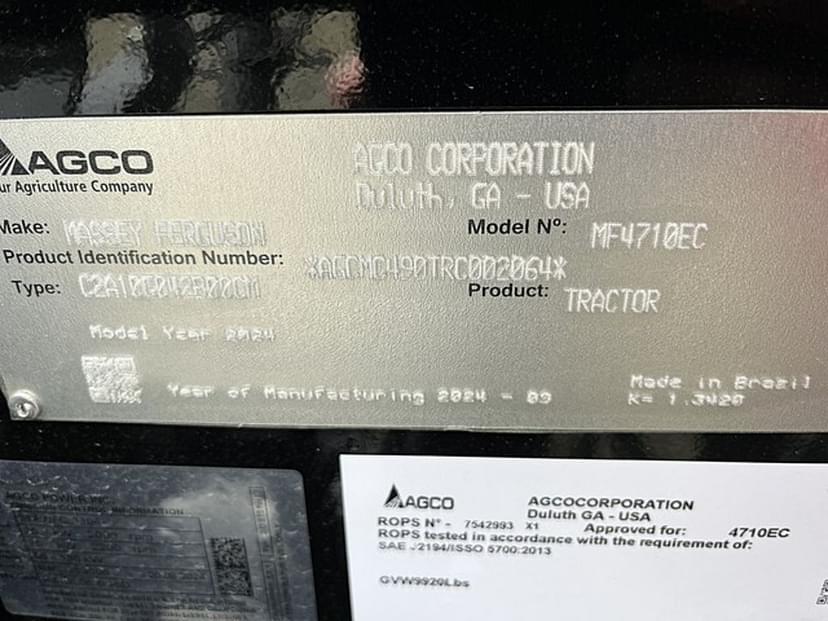 AGCO
ur Agriculture Company
AGCO CORPORATION
Duluth, GA - USA
Make: MASSEY FERGUSON
Model Nº: MF4710EC
Product Identification Number: *AGCMC490TRC002064*
Type:
Product: TRACTOR
Model Year 2024
Year of Manufacturing 2024 - 09
Made in Brazil
K= 1.3420
AGCO POWER INC.
CONTROL INFORMATION
AGCO
AGCOCORPORATION
Duluth GA - USA
ROPS N° - 7542993 X1
Approved for: 4710EC
ROPS tested in accordance with the requirement of:
SAE J2194/ISSO 5700:2013
GVW9920Lbs